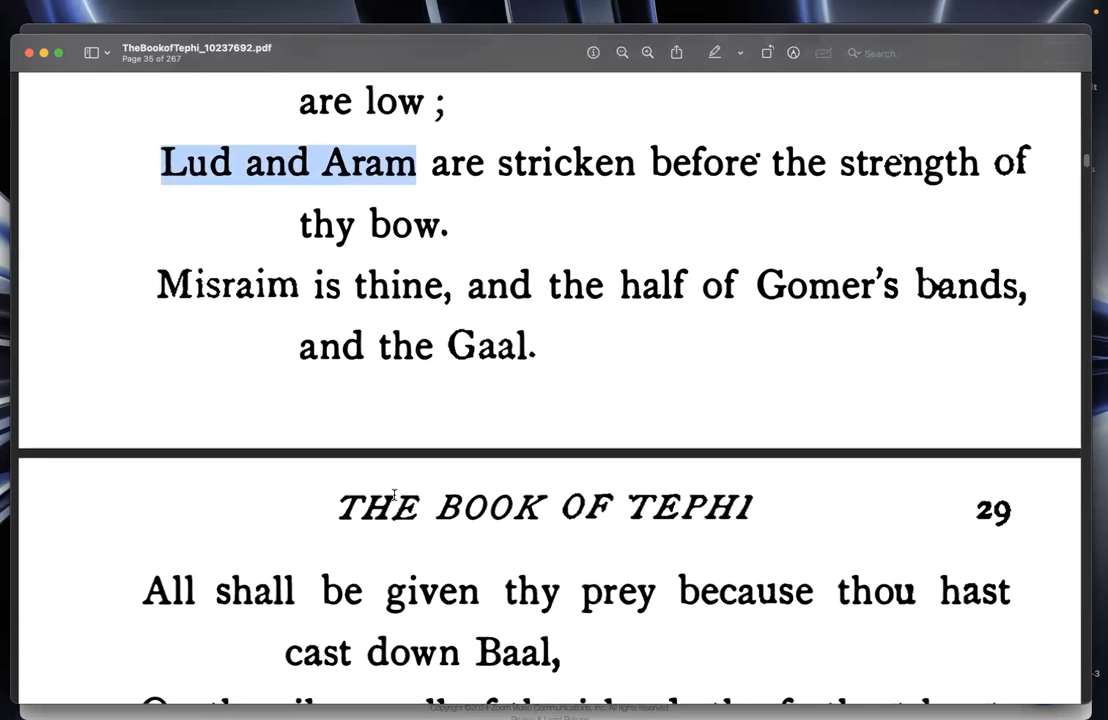 TheBookofTephi_10237692.pdf
Page 35 of 267
Search
are low ;
Lud and Aram are stricken before the strength of
thy bow.
Misraim is thine, and the half of Gomer's bands,
and the Gaal.
THE BOOK OF TEPHI 29
All shall be given thy prey because thou hast
cast down Baal,